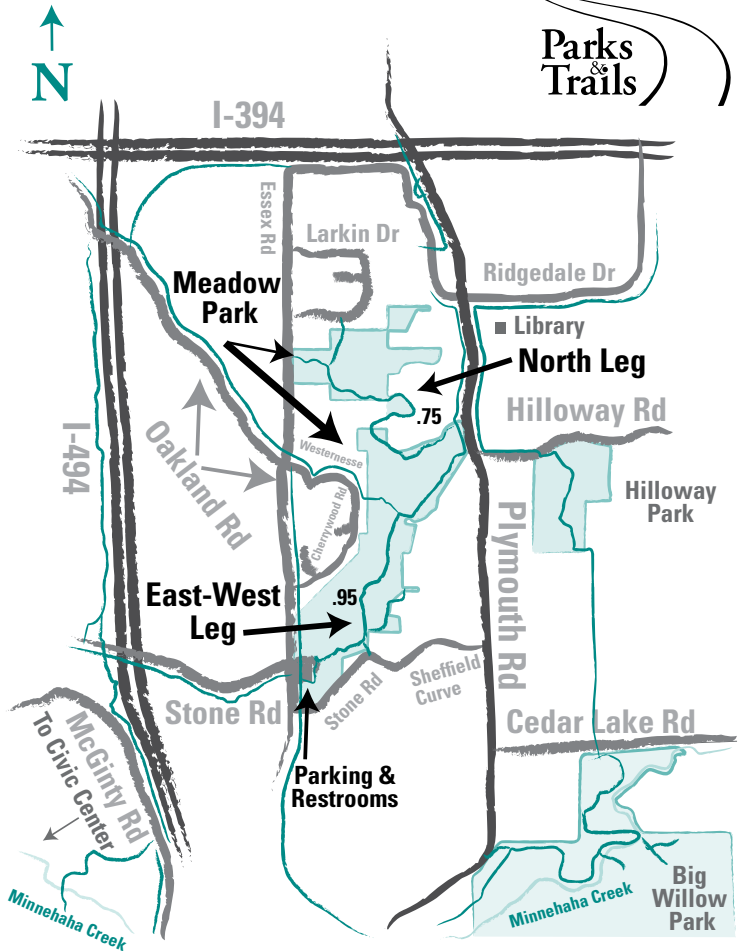 Parks
&
Trails
N
I-394
Essex Rd
Larkin Dr
Ridgedale Dr
Meadow
Park
Library
North Leg
.75
Hilloway Rd
Westernesse
Oakland Rd
I-494
Cherrywood Rd
Hilloway
Park
Plymouth Rd
East-West
Leg
.95
Sheffield
Curve
Stone Rd
Stone Rd
Cedar Lake Rd
McGinty Rd
To Civic Center
Parking &
Restrooms
Big
Willow
Park
Minnehaha Creek
Minnehaha Creek